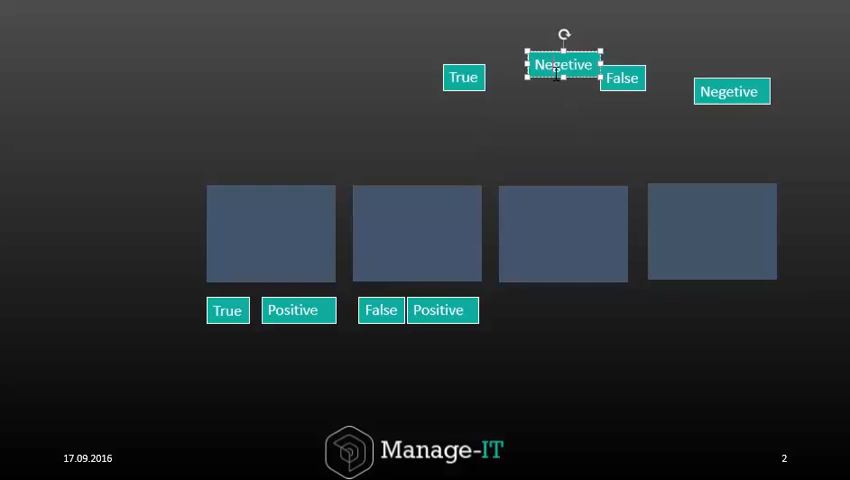 True
Negetive
False
Negetive
True
Positive
False
Positive
17.09.2016
Manage-IT
2